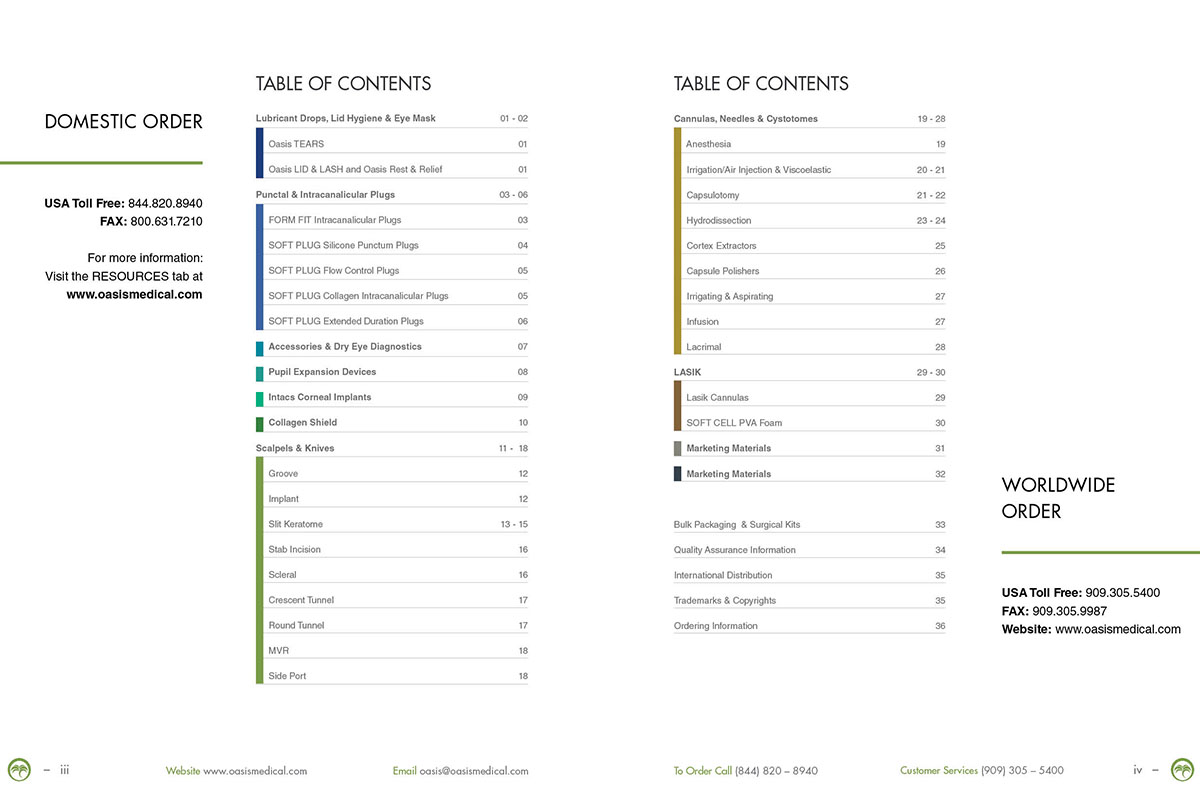 DOMESTIC ORDER
USA Toll Free: 844.820.8940
FAX: 800.631.7210
For more information:
Visit the RESOURCES tab at
www.oasismedical.com
TABLE OF CONTENTS
Lubricant Drops, Lid Hygiene & Eye Mask 01 - 02
Oasis TEARS 01
Oasis LID & LASH and Oasis Rest & Relief 01
Punctal & Intracanalicular Plugs 03 - 06
FORM FIT Intracanalicular Plugs 03
SOFT PLUG Silicone Punctum Plugs 04
SOFT PLUG Flow Control Plugs 05
SOFT PLUG Collagen Intracanalicular Plugs 05
SOFT PLUG Extended Duration Plugs 06
Accessories & Dry Eye Diagnostics 07
Pupil Expansion Devices 08
Intacs Corneal Implants 09
Collagen Shield 10
Scalpels & Knives 11 - 18
Groove 12
Implant 12
Slit Keratome 13 - 15
Stab Incision 16
Scleral 16
Crescent Tunnel 17
Round Tunnel 17
MVR 18
Side Port 18
TABLE OF CONTENTS
Cannulas, Needles & Cystotomes 19 - 28
Anesthesia 19
Irrigation/Air Injection & Viscoelastic 20 - 21
Capsulotomy 21 - 22
Hydrodissection 23 - 24
Cortex Extractors 25
Capsule Polishers 26
Irrigating & Aspirating 27
Infusion 27
Lacrimal 28
LASIK 29 - 30
Lasik Cannulas 29
SOFT CELL PVA Foam 30
Marketing Materials 31
Marketing Materials 32
Bulk Packaging & Surgical Kits 33
Quality Assurance Information 34
International Distribution 35
Trademarks & Copyrights 35
Ordering Information 36
WORLDWIDE
ORDER
USA Toll Free: 909.305.5400
FAX: 909.305.9987
Website: www.oasismedical.com
– iii
Website www.oasismedical.com
Email oasis@oasismedical.com
To Order Call (844) 820 – 8940
Customer Services (909) 305 – 5400
iv –